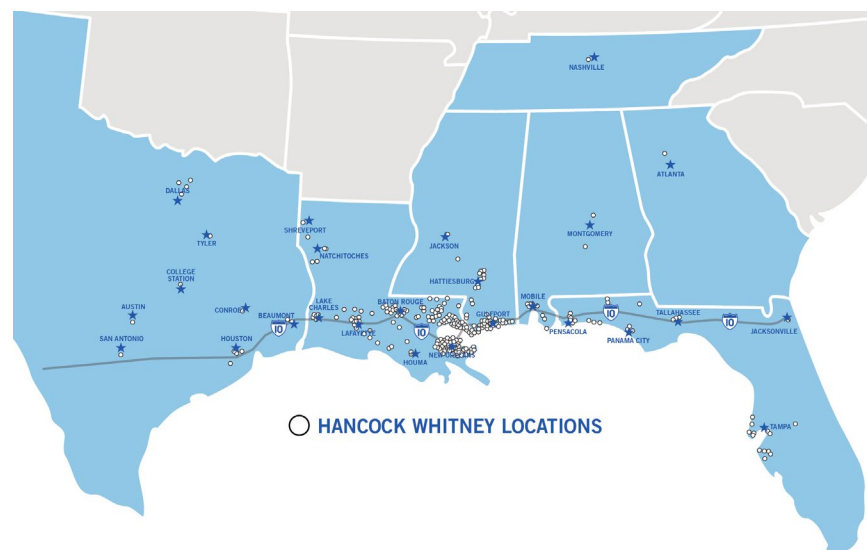 NASHVILLE
ATLANTA
DALLAS
TYLER
SHREVEPORT
NATCHITOCHES
JACKSON
MONTGOMERY
COLLEGE
STATION
HATTIESBURG
AUSTIN
CONROE
BEAUMONT
LAKE
CHARLES
BATON ROUGE
GULFPORT
MOBILE
10
TALLAHASSEE
10
JACKSONVILLE
SAN ANTONIO
HOUSTON
10
LAFAYETTE
10
PENSACOLA
PANAMA CITY
HOUMA
NEW ORLEANS
HANCOCK WHITNEY LOCATIONS
TAMPA